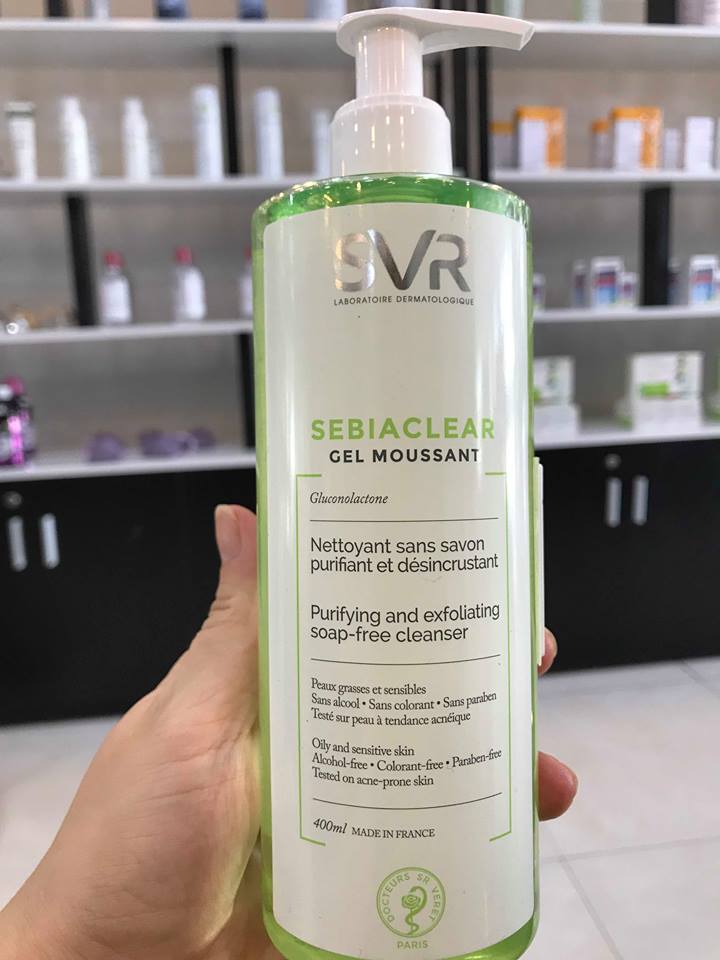 SVR
LABORATOIRE DERMATOLOGIQUE
SEBIACLEAR
GEL MOUSSANT
Gluconolactone
Nettoyant sans savon
purifiant et désincrustant
Purifying and exfoliating
soap-free cleanser
Peaux grasses et sensibles
Sans alcool • Sans colorant • Sans paraben
Testé sur peau à tendance acnéique
Oily and sensitive skin
Alcohol-free • Colorant-free • Paraben-free
Tested on acne-prone skin
400ml MADE IN FRANCE
DOCTEURS SR VERET
PARIS